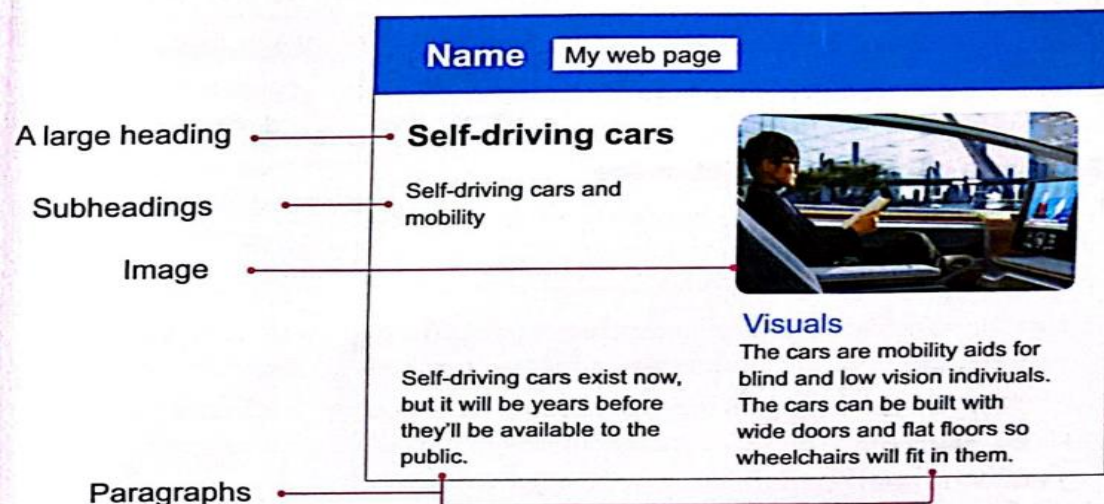 Name My web page
A large heading
Self-driving cars
Subheadings
Self-driving cars and
mobility
Image
Self-driving cars exist now,
but it will be years before
they'll be available to the
public.
Visuals
The cars are mobility aids for
blind and low vision indiviuals.
The cars can be built with
wide doors and flat floors so
wheelchairs will fit in them.
Paragraphs